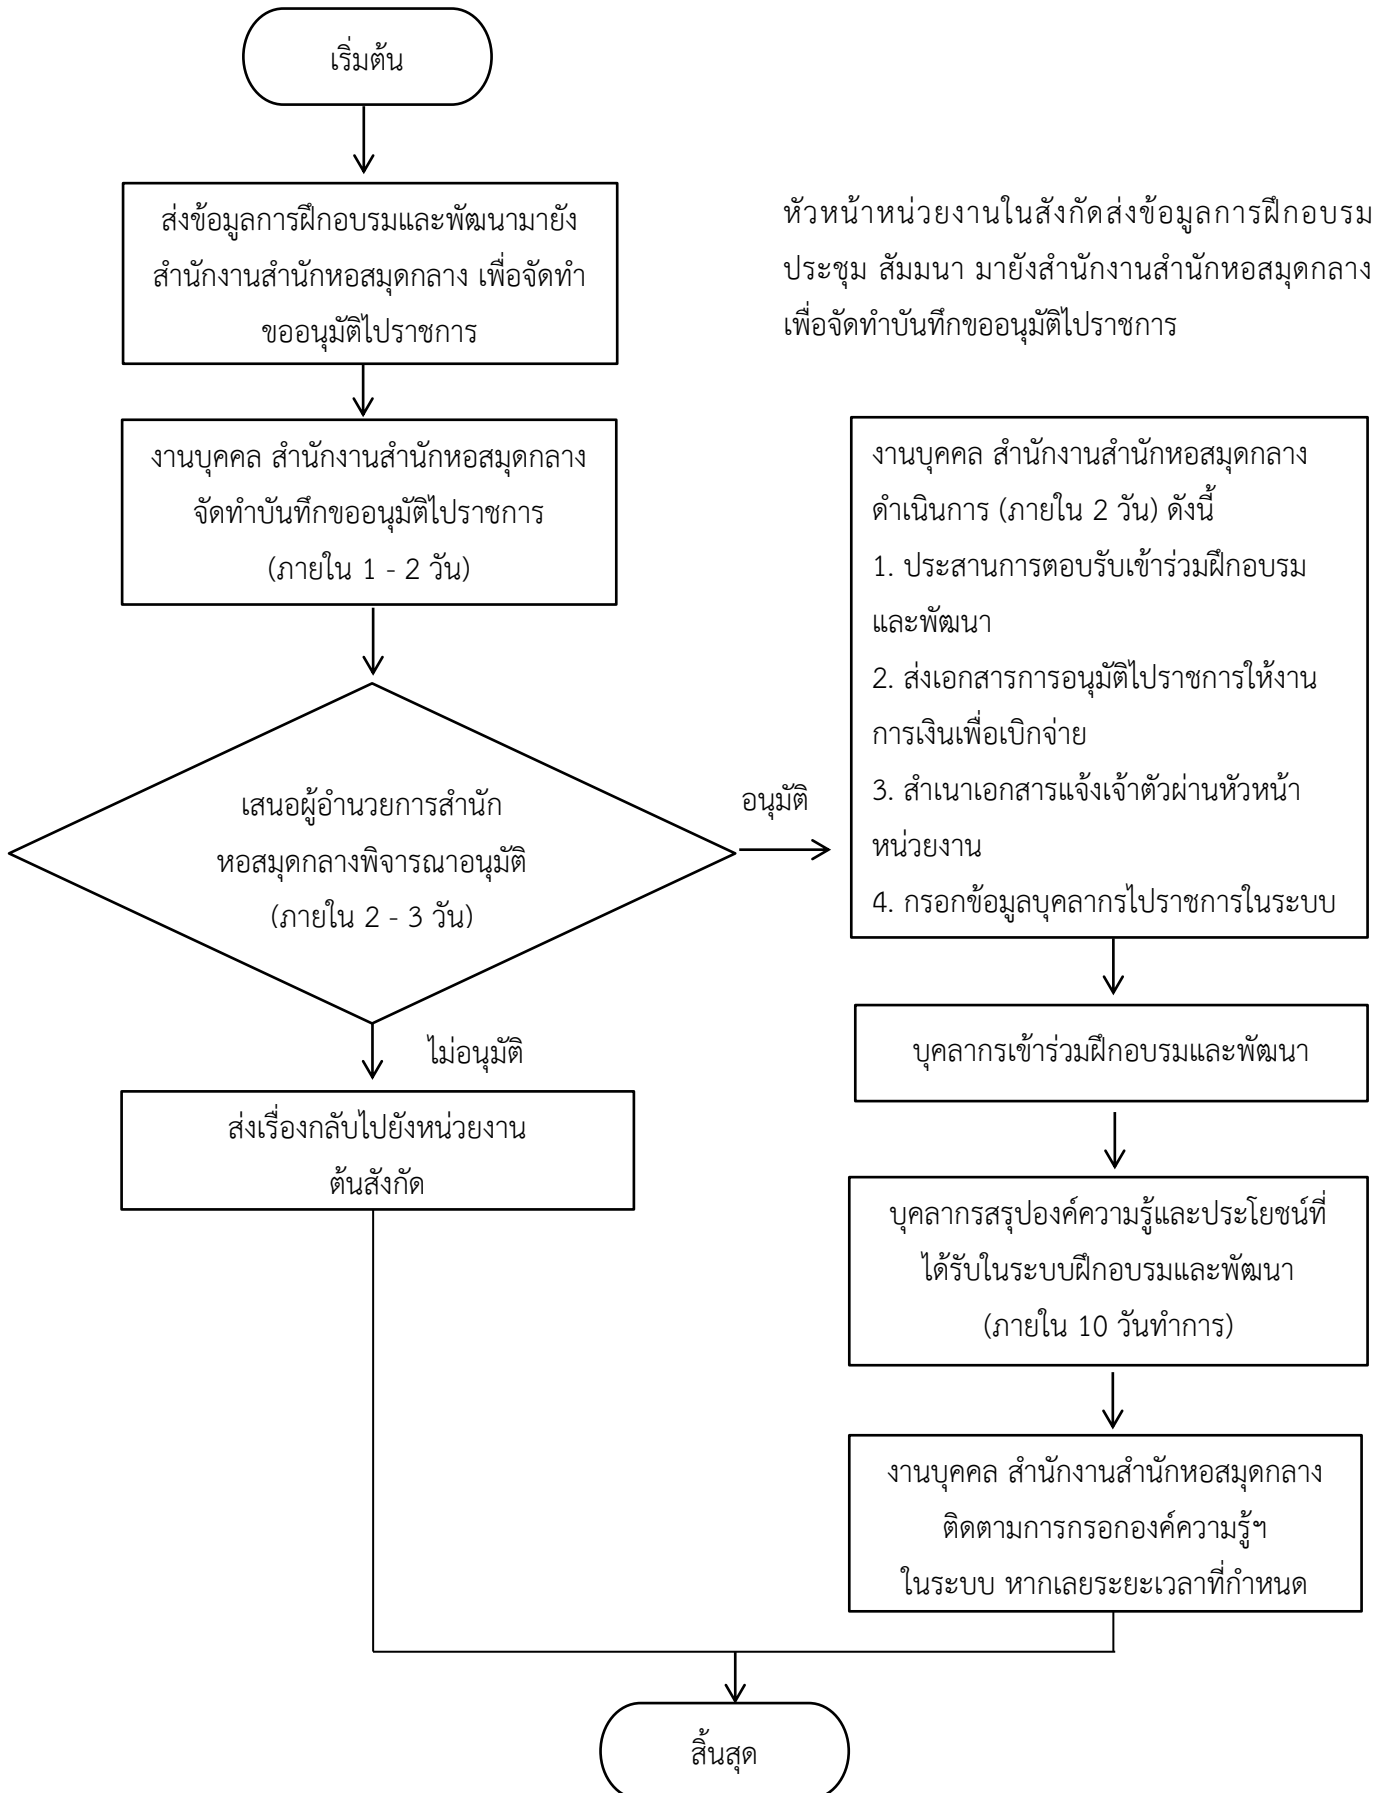 เริ่มต้น
ส่งข้อมูลการฝึกอบรมและพัฒนามายัง
สำนักงานสำนักหอสมุดกลาง เพื่อจัดทำ
ขออนุมัติไปราชการ
หัวหน้าหน่วยงานในสังกัดส่งข้อมูลการฝึกอบรม
ประชุม สัมมนา มายังสำนักงานสำนักหอสมุดกลาง
เพื่อจัดทำบันทึกขออนุมัติไปราชการ
งานบุคคล สำนักงานสำนักหอสมุดกลาง
จัดทำบันทึกขออนุมัติไปราชการ
(ภายใน 1 - 2 วัน)
เสนอผู้อำนวยการสำนัก
หอสมุดกลางพิจารณาอนุมัติ
(ภายใน 2 - 3 วัน)
อนุมัติ
งานบุคคล สำนักงานสำนักหอสมุดกลาง
ดำเนินการ (ภายใน 2 วัน) ดังนี้
1. ประสานการตอบรับเข้าร่วมฝึกอบรม
และพัฒนา
2. ส่งเอกสารการอนุมัติไปราชการให้งาน
การเงินเพื่อเบิกจ่าย
3. สำเนาเอกสารแจ้งเจ้าตัวผ่านหัวหน้า
หน่วยงาน
4. กรอกข้อมูลบุคลากรไปราชการในระบบ
ไม่อนุมัติ
ส่งเรื่องกลับไปยังหน่วยงาน
ต้นสังกัด
บุคลากรเข้าร่วมฝึกอบรมและพัฒนา
บุคลากรสรุปองค์ความรู้และประโยชน์ที่
ได้รับในระบบฝึกอบรมและพัฒนา
(ภายใน 10 วันทำการ)
งานบุคคล สำนักงานสำนักหอสมุดกลาง
ติดตามการกรอกองค์ความรู้ฯ
ในระบบ หากเลยระยะเวลาที่กำหนด
สิ้นสุด